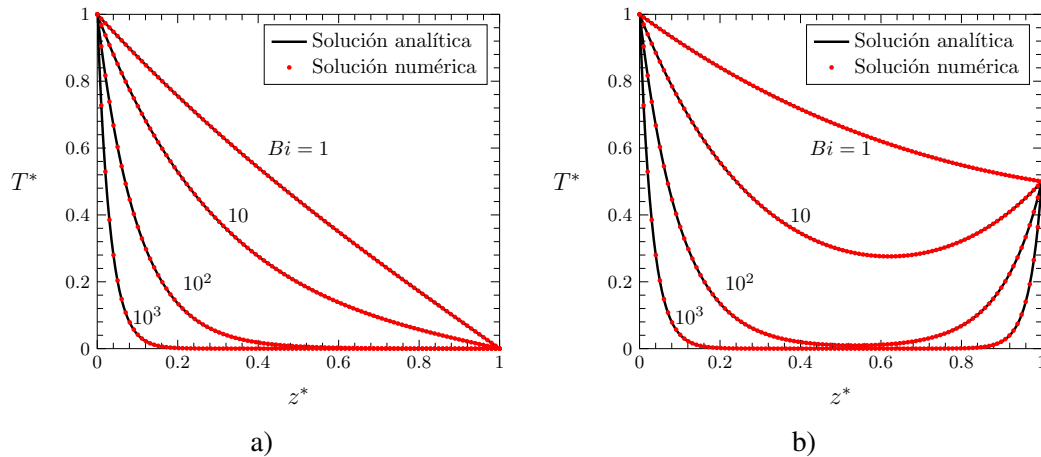 1
0.8
0.6
0.4
0.2
0
T*
Solución analítica
Solución numérica
Bi = 1
10
10²
10³
0 0.2 0.4 0.6 0.8 1
z*
a)
1
0.8
0.6
0.4
0.2
0
T*
Solución analítica
Solución numérica
Bi = 1
10
10²
10³
0 0.2 0.4 0.6 0.8 1
z*
b)